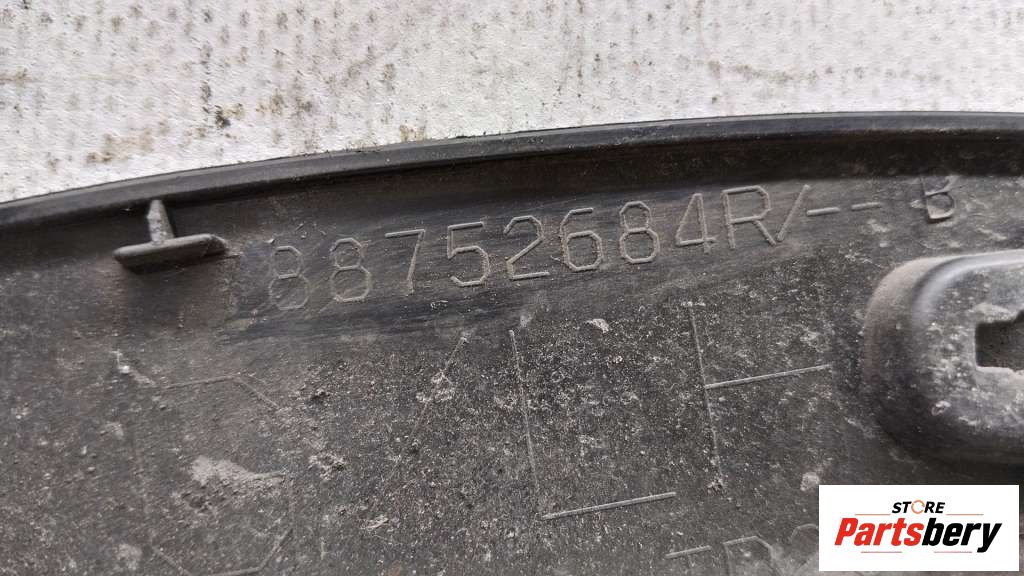 88752684R/-- B
STORE
Partsbery